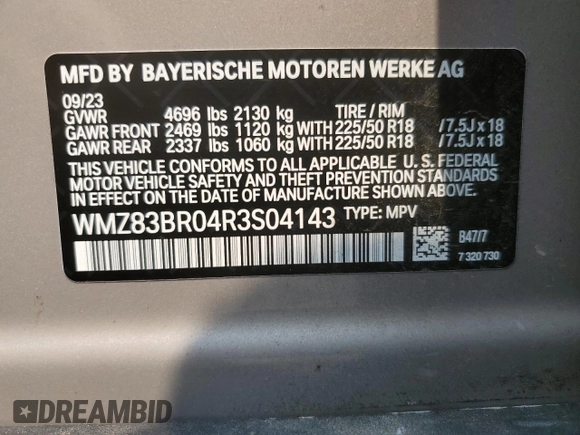 MFD BY BAYERISCHE MOTOREN WERKE AG
09/23
GVWR 4696 lbs 2130 kg TIRE / RIM
GAWR FRONT 2469 lbs 1120 kg WITH 225/50 R18 /7.5J x 18
GAWR REAR 2337 lbs 1060 kg WITH 225/50 R18 /7.5J x 18
THIS VEHICLE CONFORMS TO ALL APPLICABLE U. S. FEDERAL
MOTOR VEHICLE SAFETY AND THEFT PREVENTION STANDARDS
IN EFFECT ON THE DATE OF MANUFACTURE SHOWN ABOVE.
WMZ83BR04R3S04143 TYPE: MPV
B47/7
7 320 730
DREAMBID